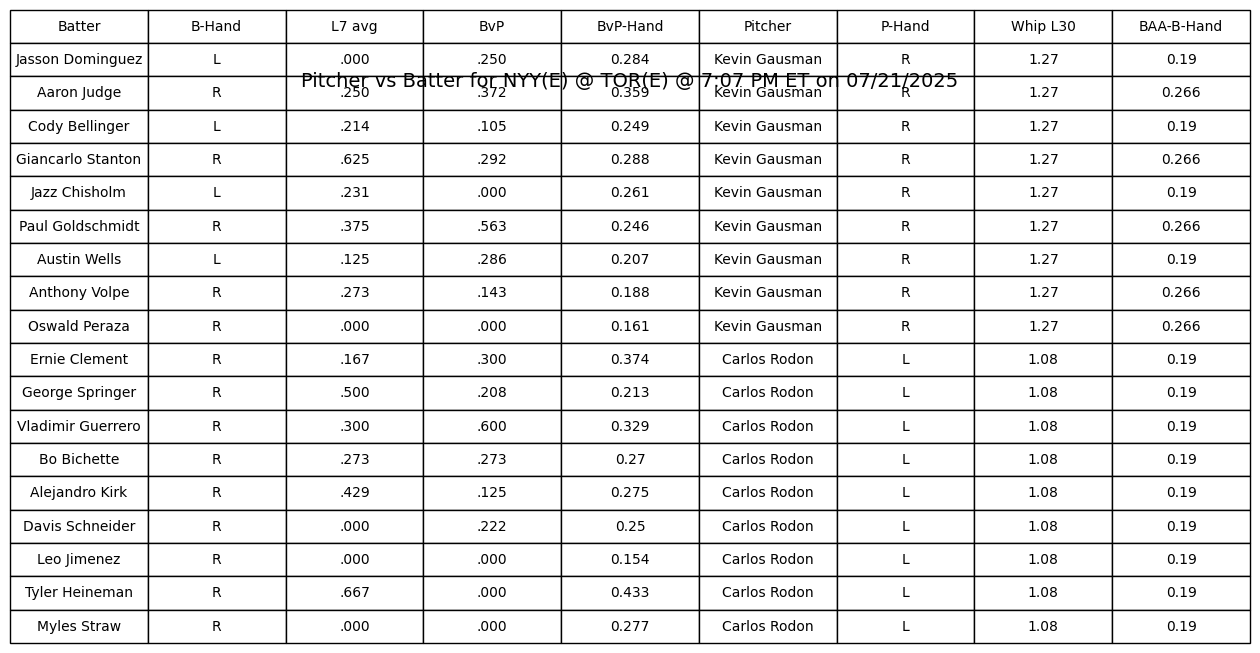 Batter B-Hand L7 avg BvP BvP-Hand Pitcher P-Hand Whip L30 BAA-B-Hand
Jasson Dominguez L .000 .250 0.284 Kevin Gausman R 1.27 0.19
Pitcher vs Batter for NYY(E) @ TOR(E) @ 7:07 PM ET on 07/21/2025
Aaron Judge R .250 .372 0.359 Kevin Gausman R 1.27 0.266
Cody Bellinger L .214 .105 0.249 Kevin Gausman R 1.27 0.19
Giancarlo Stanton R .625 .292 0.288 Kevin Gausman R 1.27 0.266
Jazz Chisholm L .231 .000 0.261 Kevin Gausman R 1.27 0.19
Paul Goldschmidt R .375 .563 0.246 Kevin Gausman R 1.27 0.266
Austin Wells L .125 .286 0.207 Kevin Gausman R 1.27 0.19
Anthony Volpe R .273 .143 0.188 Kevin Gausman R 1.27 0.266
Oswald Peraza R .000 .000 0.161 Kevin Gausman R 1.27 0.266
Ernie Clement R .167 .300 0.374 Carlos Rodon L 1.08 0.19
George Springer R .500 .208 0.213 Carlos Rodon L 1.08 0.19
Vladimir Guerrero R .300 .600 0.329 Carlos Rodon L 1.08 0.19
Bo Bichette R .273 .273 0.27 Carlos Rodon L 1.08 0.19
Alejandro Kirk R .429 .125 0.275 Carlos Rodon L 1.08 0.19
Davis Schneider R .000 .222 0.25 Carlos Rodon L 1.08 0.19
Leo Jimenez R .000 .000 0.154 Carlos Rodon L 1.08 0.19
Tyler Heineman R .667 .000 0.433 Carlos Rodon L 1.08 0.19
Myles Straw R .000 .000 0.277 Carlos Rodon L 1.08 0.19